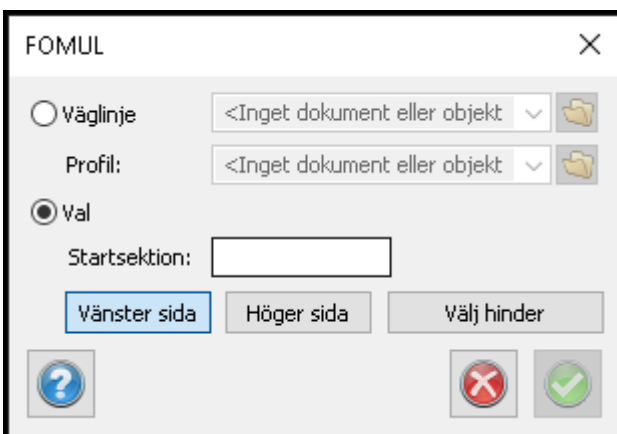 FOMUL
Väglinje <Inget dokument eller objekt
Profil: <Inget dokument eller objekt
Val
Startsektion:
Vänster sida Höger sida Välj hinder